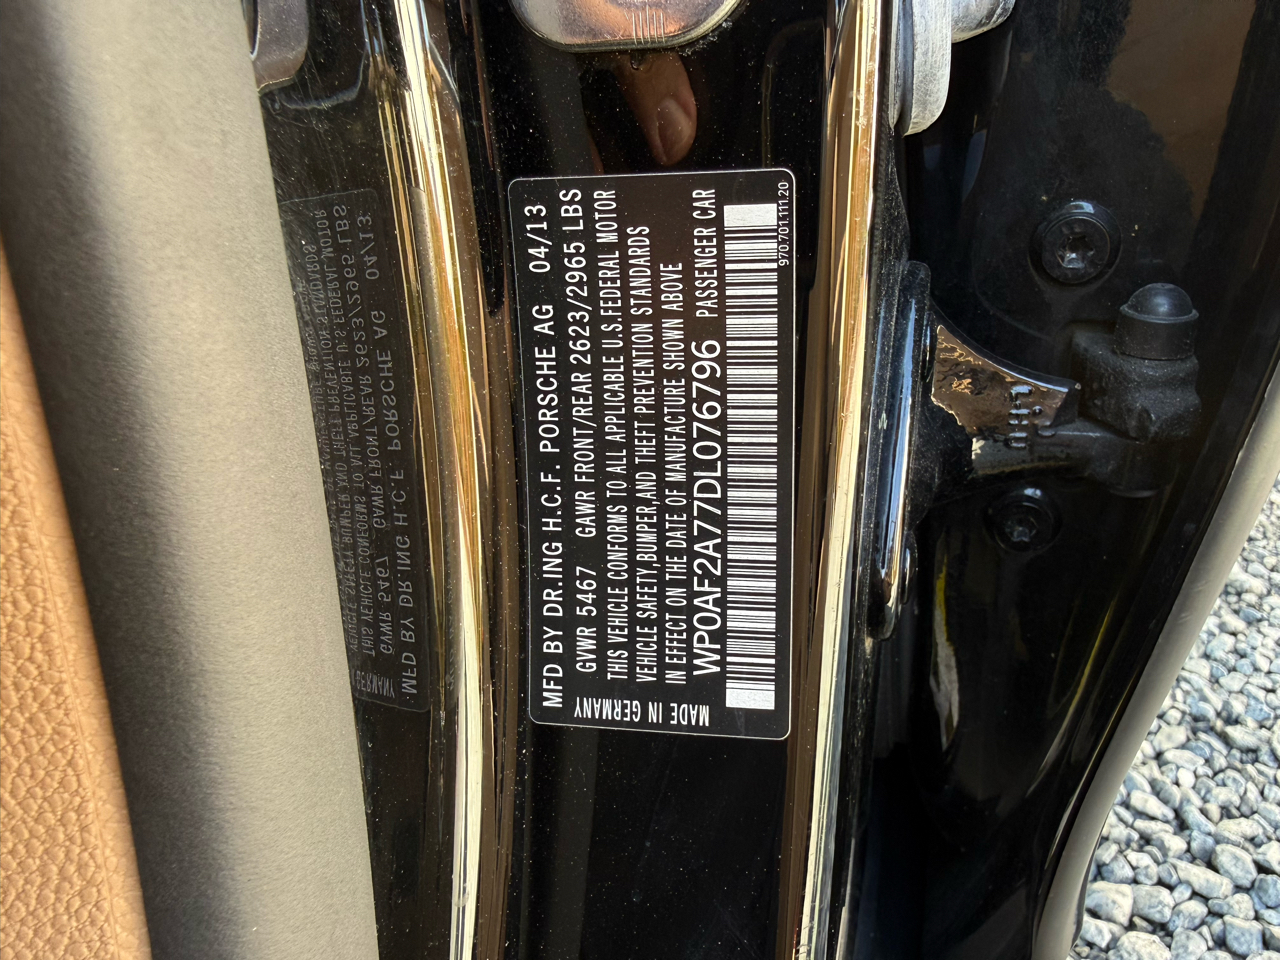 MFD BY DR.ING H.C.F. PORSCHE AG 04/13
GVWR 5467 GAWR FRONT/REAR 2623/2965 LBS
THIS VEHICLE CONFORMS TO ALL APPLICABLE U.S.FEDERAL MOTOR
VEHICLE SAFETY,BUMPER,AND THEFT PREVENTION STANDARDS
IN EFFECT ON THE DATE OF MANUFACTURE SHOWN ABOVE
WP0AF2A77DL076796 PASSENGER CAR
MADE IN GERMANY
970.701.111.20